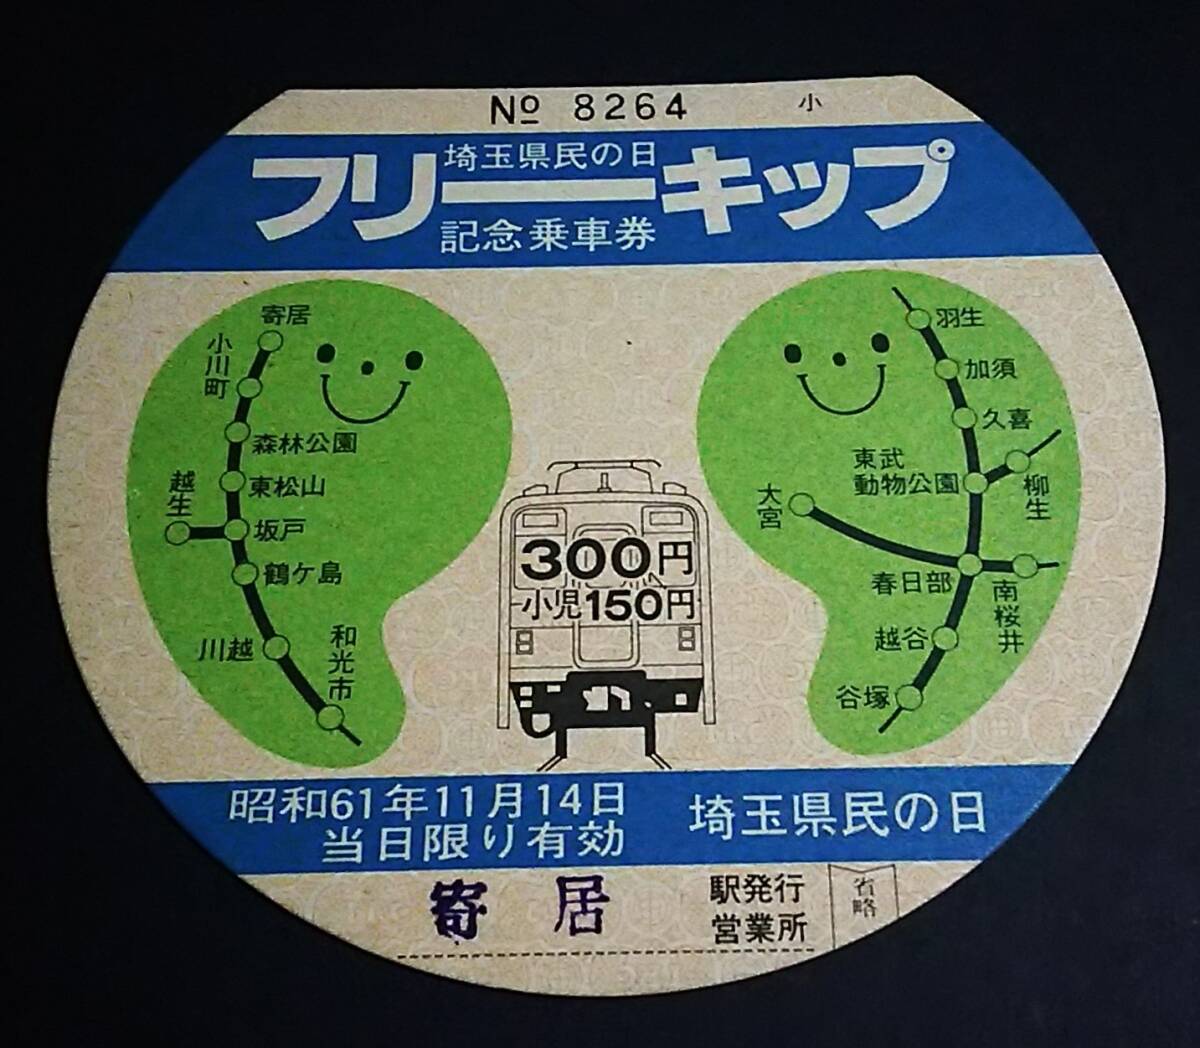 No 8264 小
埼玉県民の日
フリーキップ
記念乗車券
寄居
小川町
森林公園
東松山
越生
坂戸
鶴ケ島
川越
和光市
羽生
加須
久喜
東武
動物公園
柳生
大宮
春日部
南桜井
越谷
谷塚
300円
小児150円
昭和61年11月14日
当日限り有効
埼玉県民の日
寄居
駅発行
営業所
省略